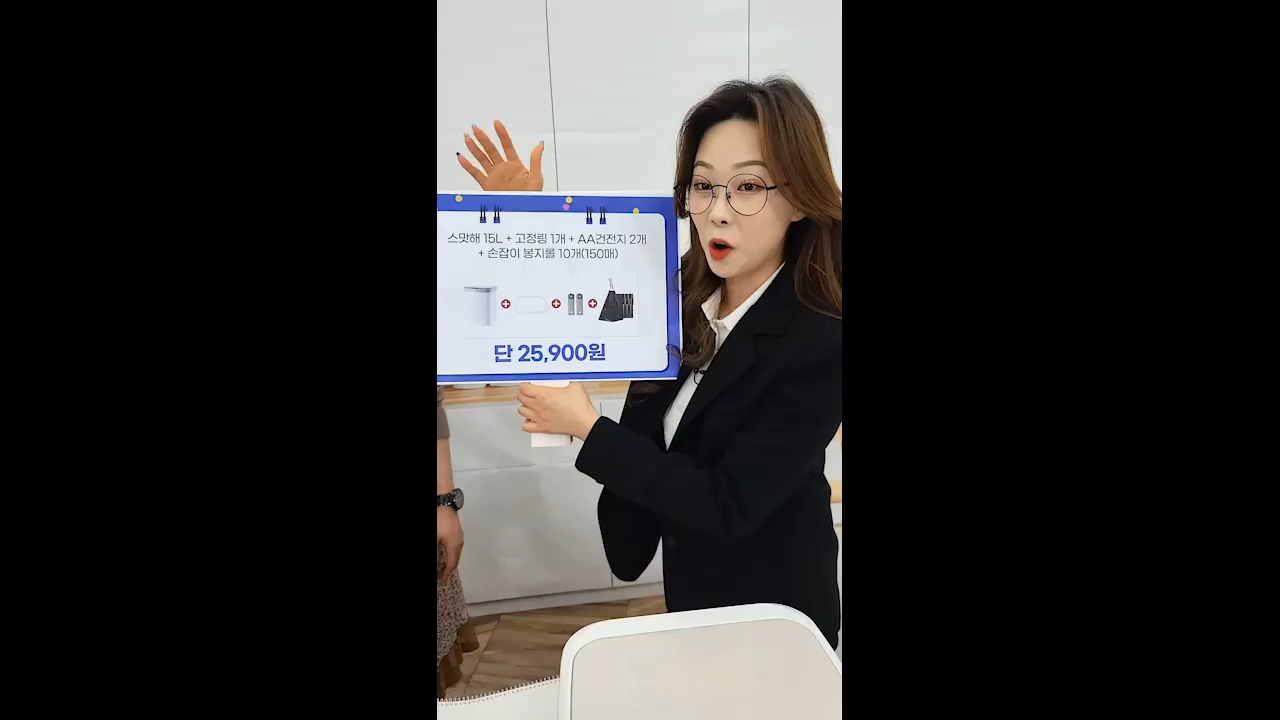 스맛해 15L + 고정링 1개 + AA건전지 2개
+ 손잡이 봉지롤 10개(150매)
단 25,900원